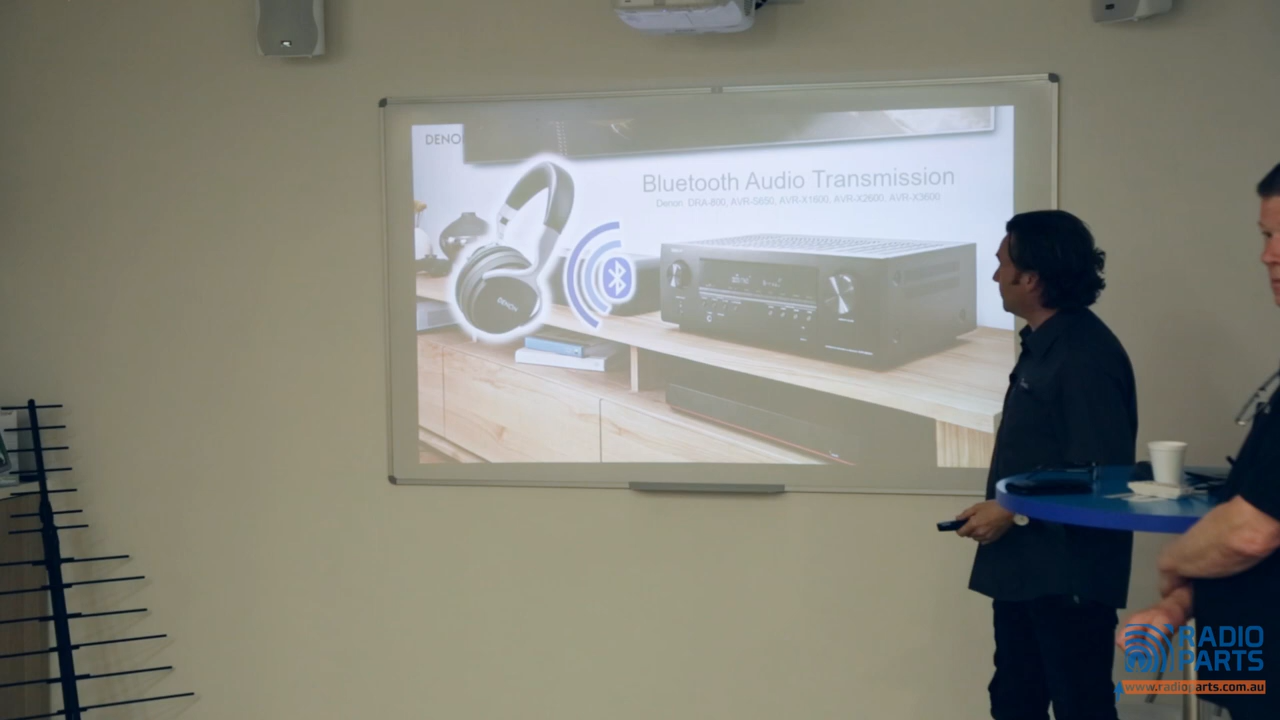 DENO
Bluetooth Audio Transmission
Denon DRA-800, AVR-S650, AVR-X1600, AVR-X2600, AVR-X3600
DENON
RADIO
PARTS
www.radioparts.com.au